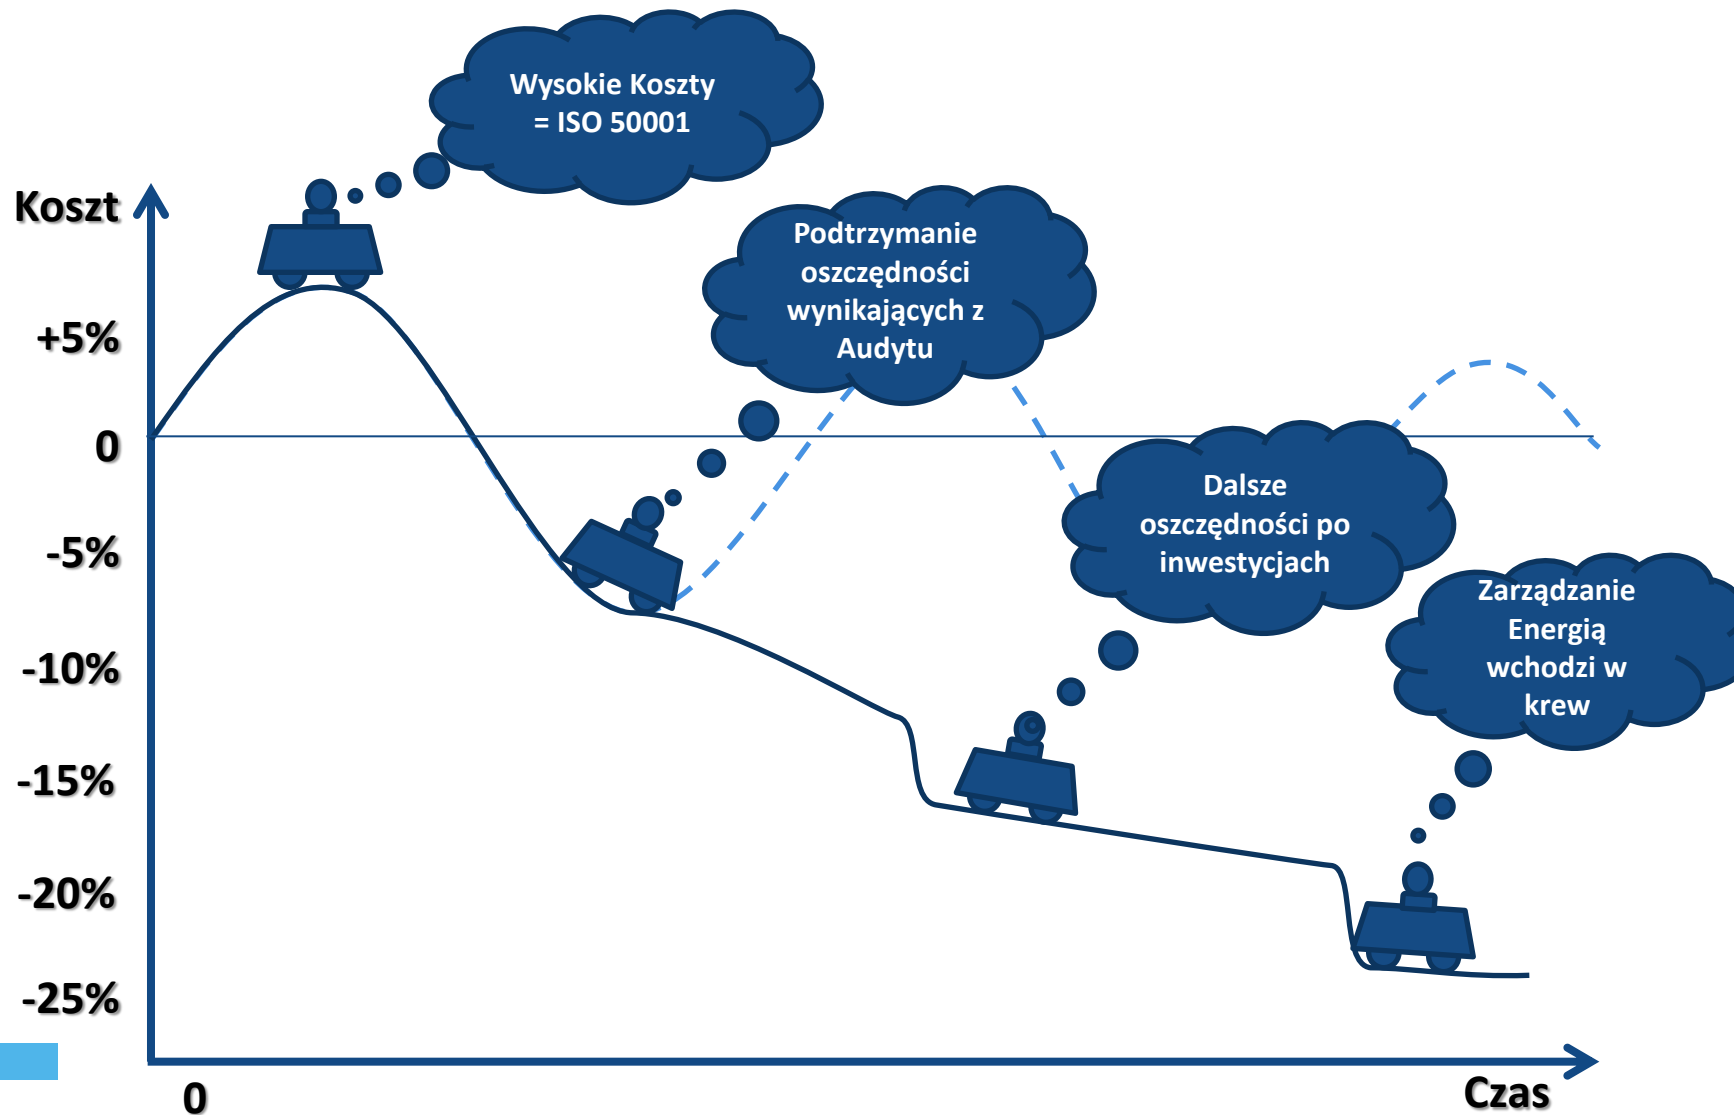 Wysokie Koszty
= ISO 50001
Koszt
Podtrzymanie
oszczędności
wynikających z
Audytu
+5%
0
Dalsze
oszczędności po
inwestycjach
-5%
Zarządzanie
Energią
wchodzi w
krew
-10%
-15%
-20%
-25%
0
Czas